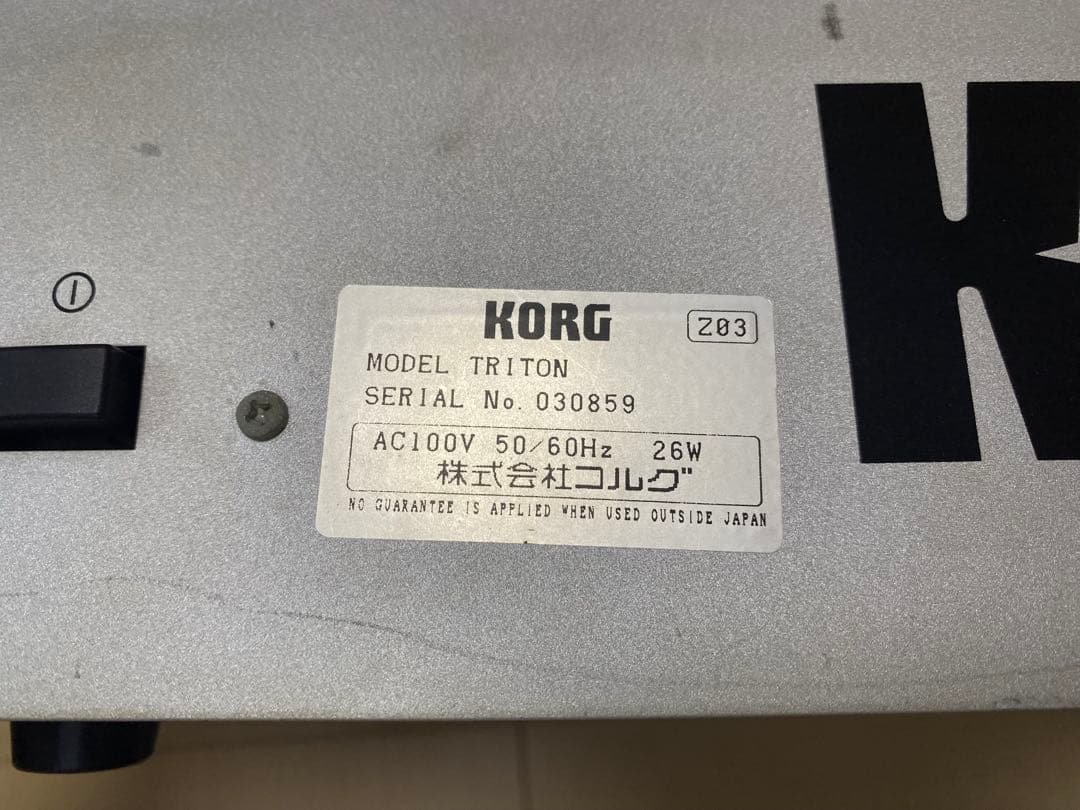 KORG Z03
MODEL TRITON
SERIAL No. 030859
AC100V 50/60Hz 26W
株式会社コルグ
NO GUARANTEE IS APPLIED WHEN USED OUTSIDE JAPAN
K